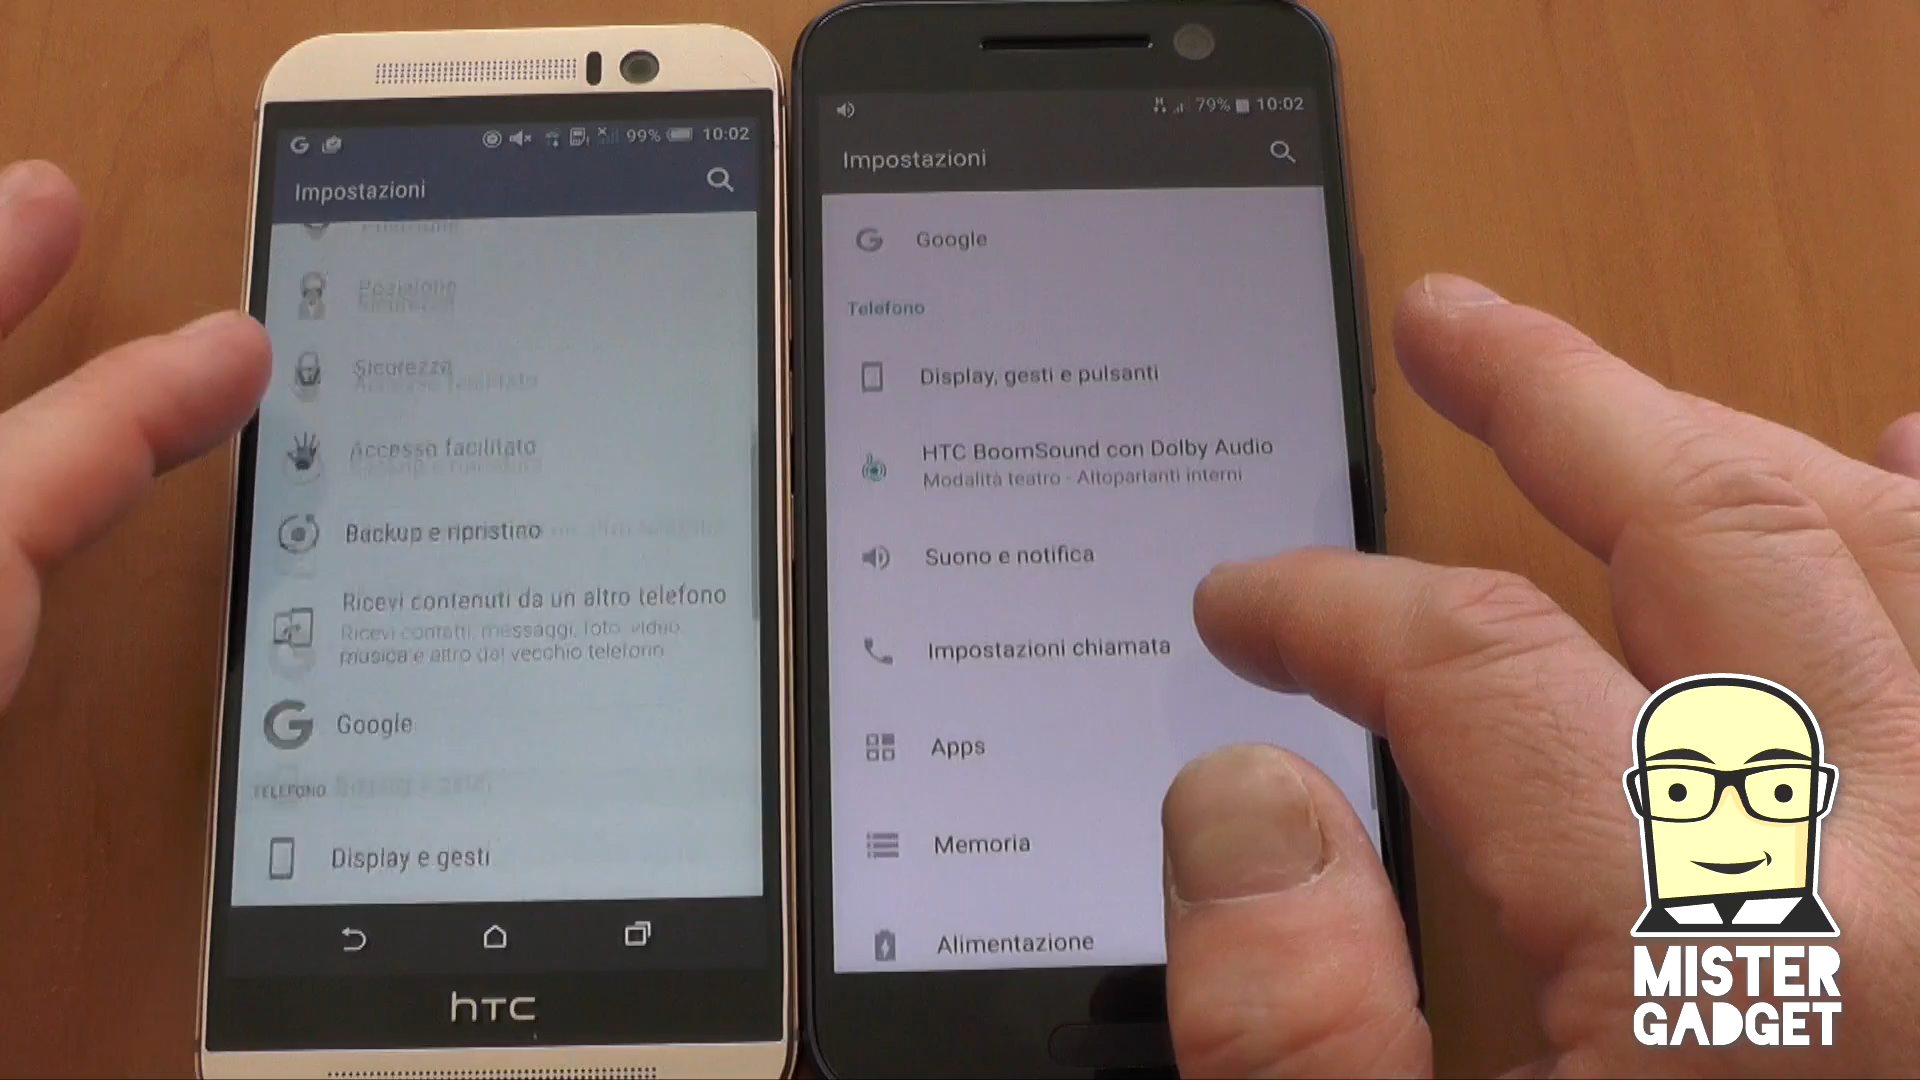 99% 10:02
Impostazioni
Posizione
Sicurezza
Accesso facilitato
Backup e ripristino
Ricevi contenuti da un altro telefono
Ricevi contatti, messaggi, foto, video,
musica e altro dal vecchio telefono
Google
TELEFONO
Display e gesti
hTC
79% 10:02
Impostazioni
Google
Telefono
Display, gesti e pulsanti
HTC BoomSound con Dolby Audio
Modalità teatro - Altoparlanti interni
Suono e notifica
Impostazioni chiamata
Apps
Memoria
Alimentazione
MISTER
GADGET